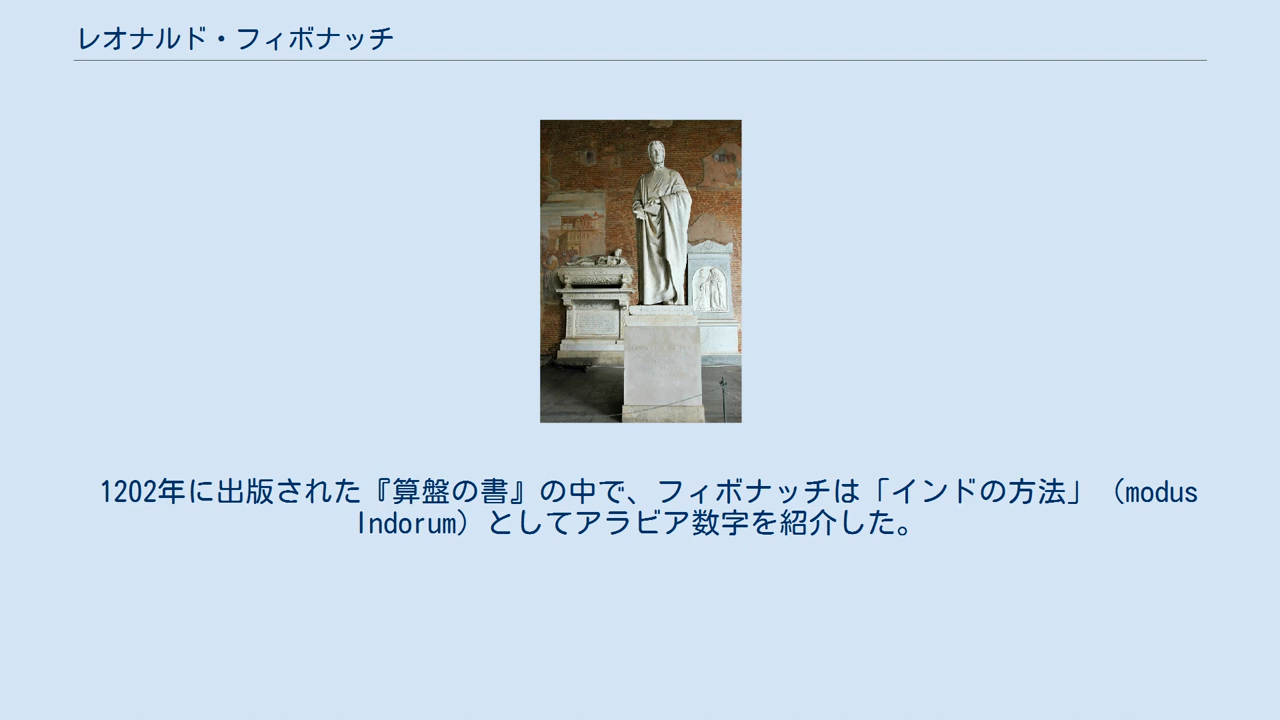 レオナルド・フィボナッチ
1202年に出版された『算盤の書』の中で、フィボナッチは「インドの方法」（modus
Indorum）としてアラビア数字を紹介した。